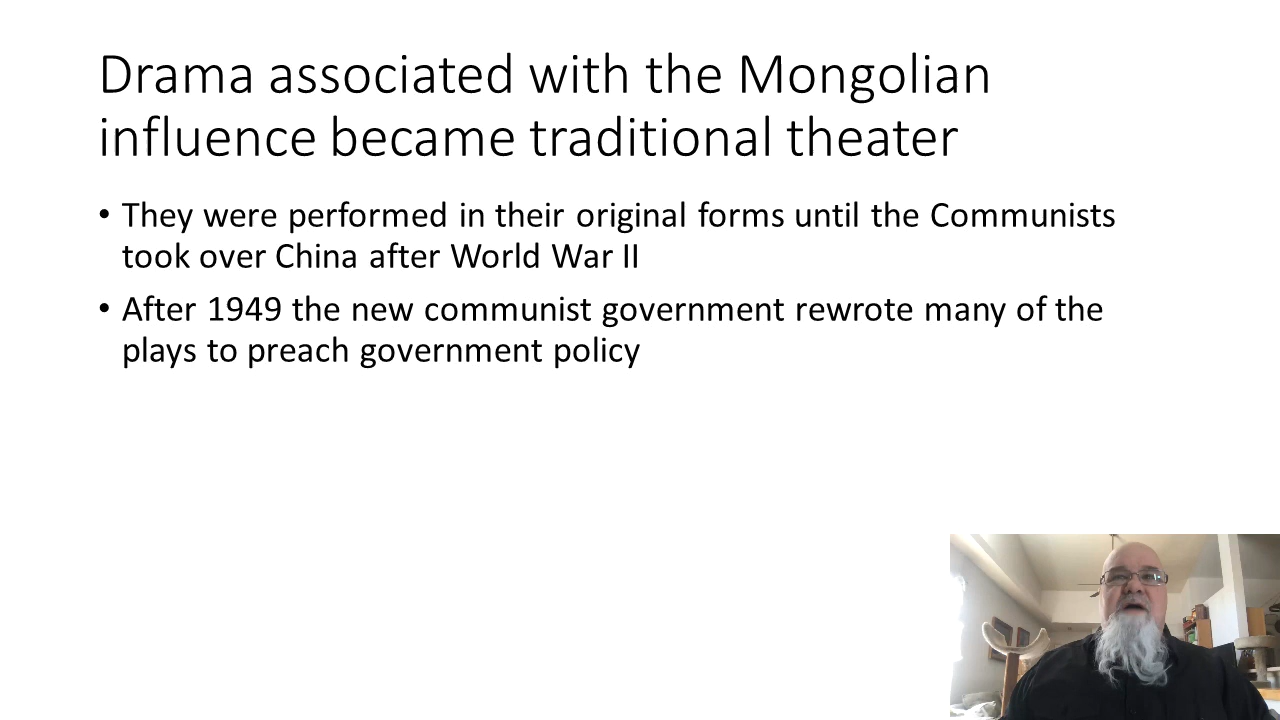 Drama associated with the Mongolian
influence became traditional theater
• They were performed in their original forms until the Communists
took over China after World War II
• After 1949 the new communist government rewrote many of the
plays to preach government policy